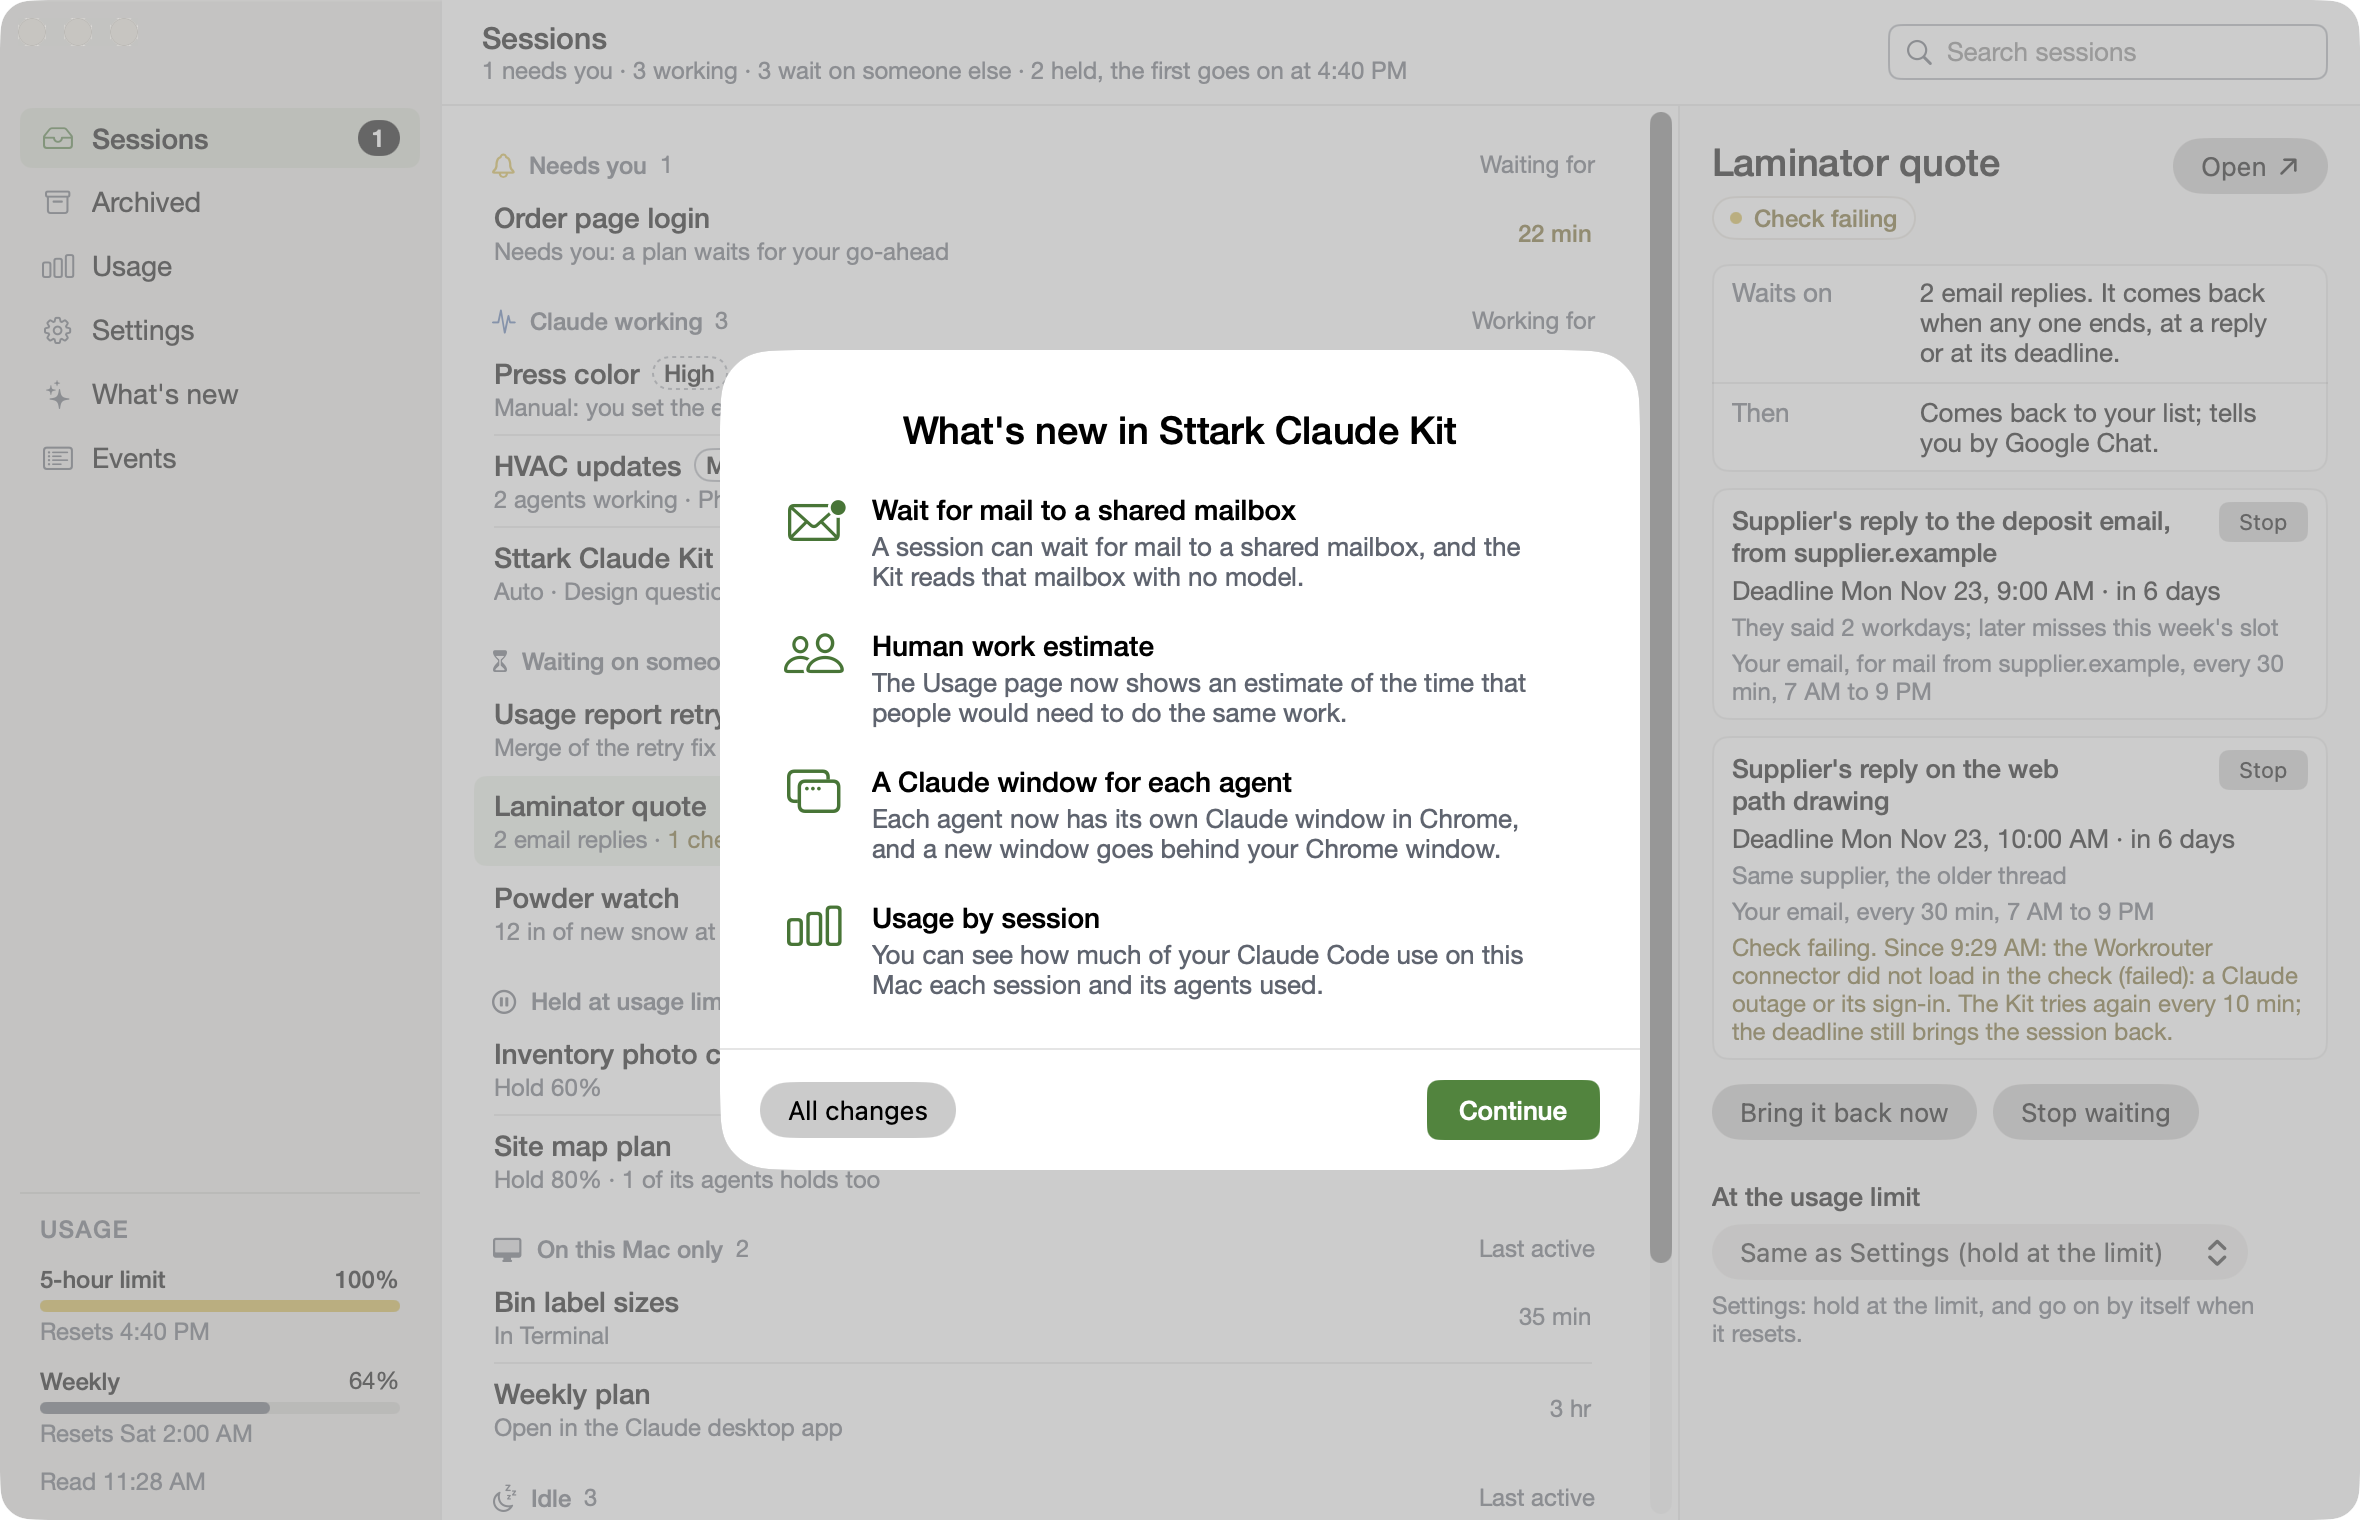 Sessions
1 needs you · 3 working · 3 wait on someone else · 2 held, the first goes on at 4:40 PM
Search sessions
Sessions
1
Archived
Usage
Settings
What's new
Events
USAGE
5-hour limit
100%
Resets 4:40 PM
Weekly
64%
Resets Sat 2:00 AM
Read 11:28 AM
Needs you 1
Waiting for
Order page login
22 min
Needs you: a plan waits for your go-ahead
Claude working 3
Working for
Press color High
Manual: you set the
HVAC updates
2 agents working ·
Sttark Claude Kit
Auto · Design
Waiting on
Usage report
Merge of the retry fix
Laminator quote
2 email replies · 1
Powder watch
12 in of new snow at
Held at usage
Inventory photo
Hold 60%
Site map plan
Hold 80% · 1 of its agents holds too
On this Mac only 2
Last active
Bin label sizes
35 min
In Terminal
Weekly plan
3 hr
Open in the Claude desktop app
Idle 3
Last active
What's new in Sttark Claude Kit
Wait for mail to a shared mailbox
A session can wait for mail to a shared mailbox, and the
Kit reads that mailbox with no model.
Human work estimate
The Usage page now shows an estimate of the time that
people would need to do the same work.
A Claude window for each agent
Each agent now has its own Claude window in Chrome,
and a new window goes behind your Chrome window.
Usage by session
You can see how much of your Claude Code use on this
Mac each session and its agents used.
All changes
Continue
Laminator quote
Open
Check failing
Waits on
2 email replies. It comes back
when any one ends, at a reply
or at its deadline.
Then
Comes back to your list; tells
you by Google Chat.
Supplier's reply to the deposit email,
from supplier.example
Stop
Deadline Mon Nov 23, 9:00 AM · in 6 days
They said 2 workdays; later misses this week's slot
Your email, for mail from supplier.example, every 30
min, 7 AM to 9 PM
Supplier's reply on the web
path drawing
Stop
Deadline Mon Nov 23, 10:00 AM · in 6 days
Same supplier, the older thread
Your email, every 30 min, 7 AM to 9 PM
Check failing. Since 9:29 AM: the Workrouter
connector did not load in the check (failed): a Claude
outage or its sign-in. The Kit tries again every 10 min;
the deadline still brings the session back.
Bring it back now
Stop waiting
At the usage limit
Same as Settings (hold at the limit)
Settings: hold at the limit, and go on by itself when
it resets.